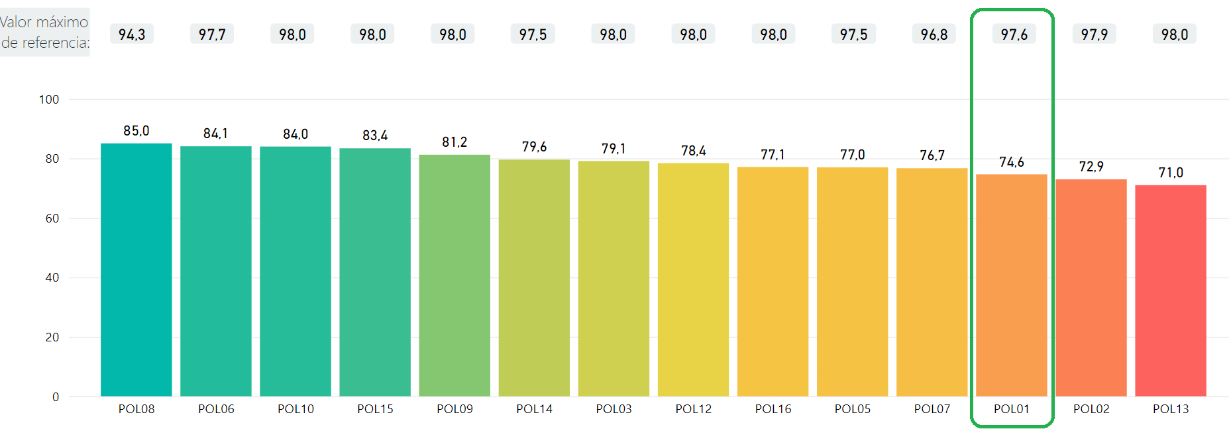 Valor máximo
de referencia:
94,3 97,7 98,0 98,0 98,0 97,5 98,0 98,0 98,0 97,5 96,8 97,6 97,9 98,0
100
85,0 84,1 84,0 83,4 81,2 79,6 79,1 78,4 77,1 77,0 76,7 74,6 72,9 71,0
80
60
40
20
0
POL08 POL06 POL10 POL15 POL09 POL14 POL03 POL12 POL16 POL05 POL07 POL01 POL02 POL13